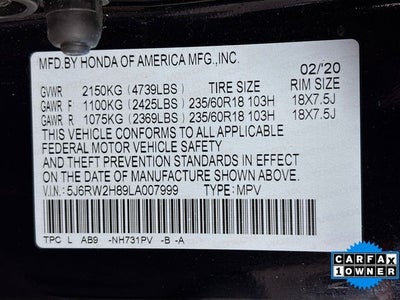 MFD.BY HONDA OF AMERICA MFG.,INC.
02/'20
GVWR 2150KG (4739LBS) TIRE SIZE RIM SIZE
GAWR F 1100KG (2425LBS) 235/60R18 103H 18X7.5J
GAWR R 1075KG (2369LBS) 235/60R18 103H 18X7.5J
THIS VEHICLE CONFORMS TO ALL APPLICABLE
FEDERAL MOTOR VEHICLE SAFETY
AND THEFT PREVENTION STANDARDS IN EFFECT
ON THE DATE OF MANUFACTURE SHOWN ABOVE.
V.I.N: 5J6RW2H89LA007999 TYPE: MPV
TPC L AB9 -NH731PV -B -A
CARFAX
1 OWNER